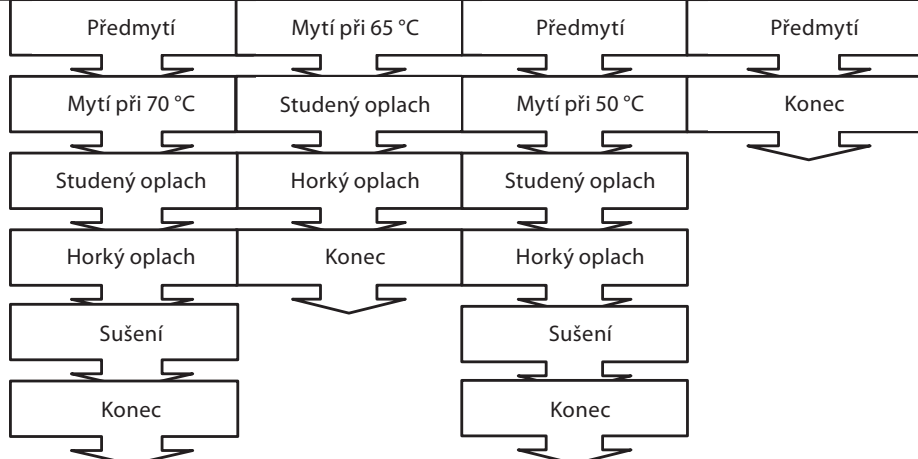 Předmytí Mytí při 65 °C Předmytí Předmytí
Mytí při 70 °C Studený oplach Mytí při 50 °C Konec
Studený oplach Horký oplach Studený oplach
Horký oplach Konec Horký oplach
Sušení Sušení
Konec Konec